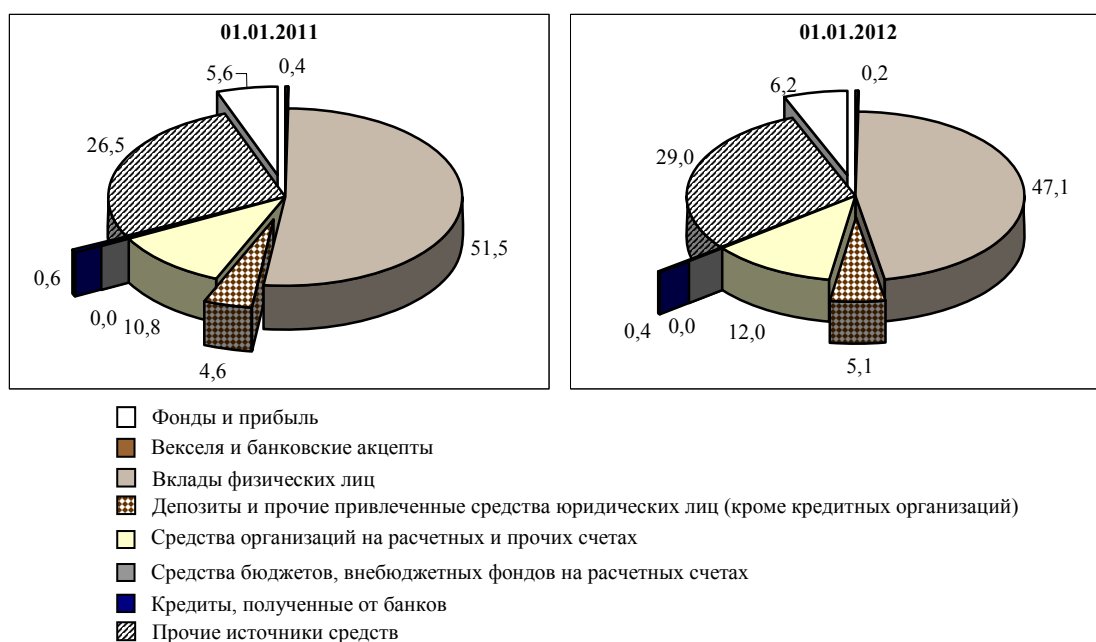 01.01.2011
5,6
0,4
26,5
51,5
0,6
0,0
10,8
4,6
01.01.2012
6,2
0,2
29,0
47,1
0,4
0,0
12,0
5,1
Фонды и прибыль
Векселя и банковские акцепты
Вклады физических лиц
Депозиты и прочие привлеченные средства юридических лиц (кроме кредитных организаций)
Средства организаций на расчетных и прочих счетах
Средства бюджетов, внебюджетных фондов на расчетных счетах
Кредиты, полученные от банков
Прочие источники средств